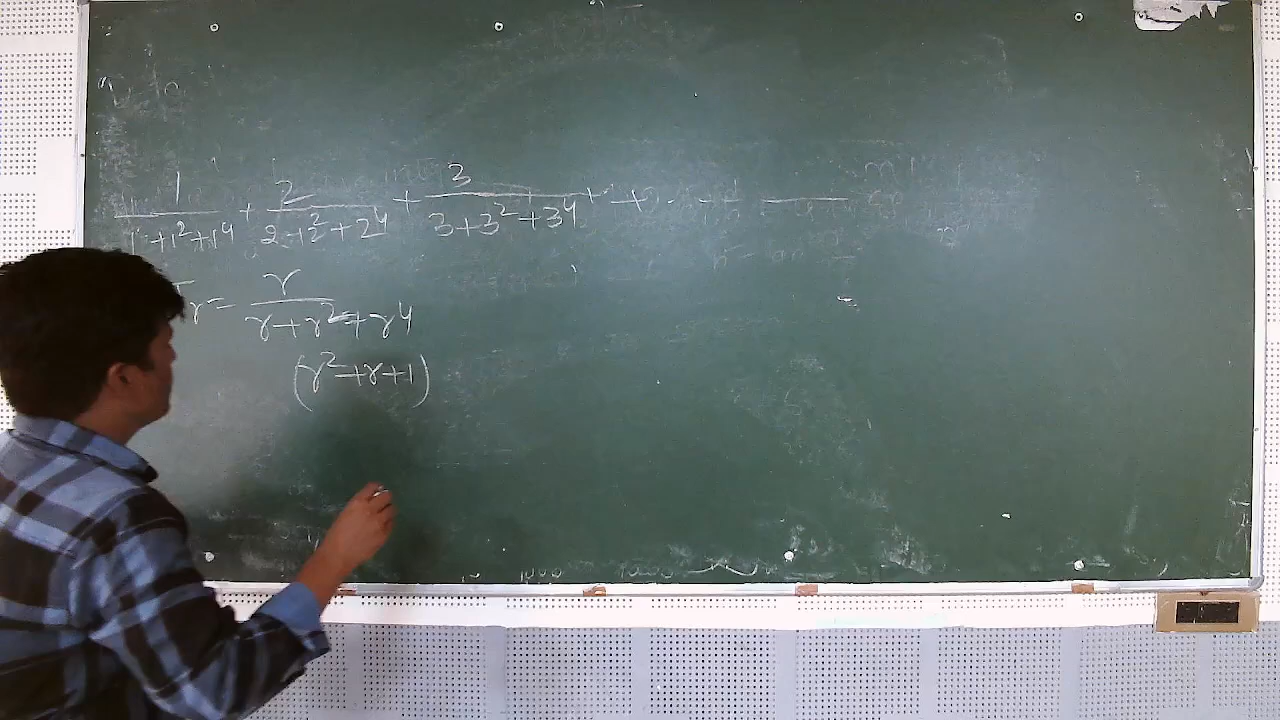 1/(1+1²+1⁴) + 2/(2+2²+2⁴) + 3/(3+3²+3⁴) + · + · ·
r = r/(r+r²+r⁴)
(r²+r+1)